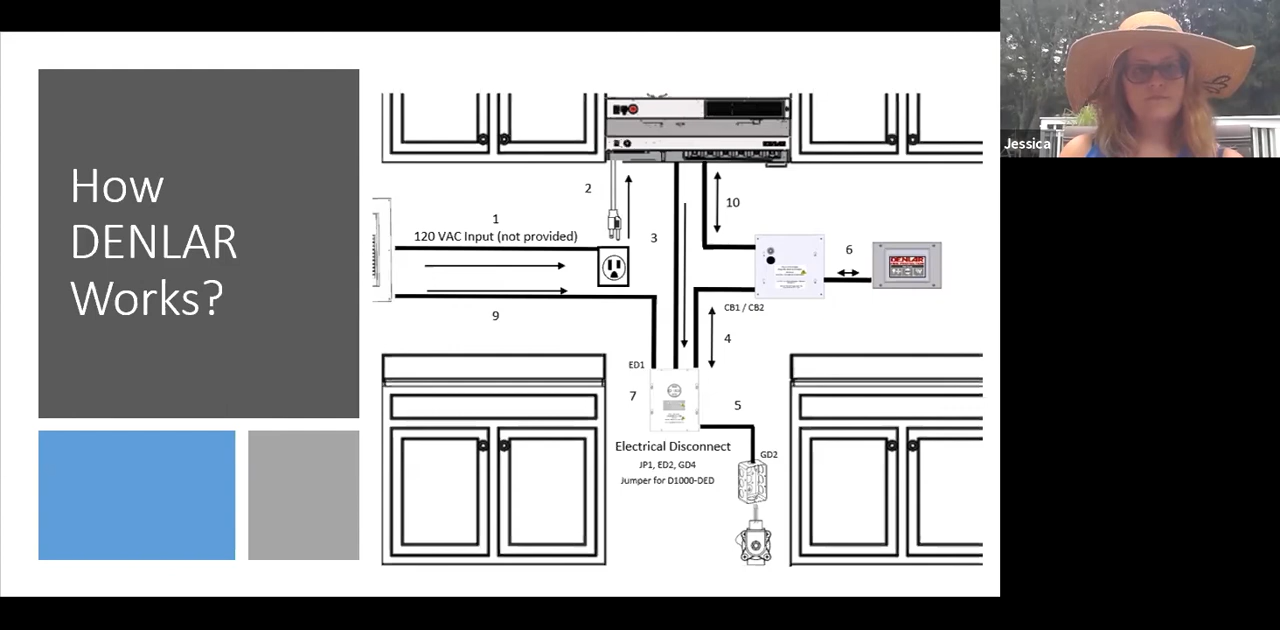 How
DENLAR
Works?
1
120 VAC Input (not provided)
2
3
10
6
DENLAR
CB1 / CB2
9
4
ED1
7
5
Electrical Disconnect
JP1, ED2, GD4
Jumper for D1000-DED
GD2
Jessica